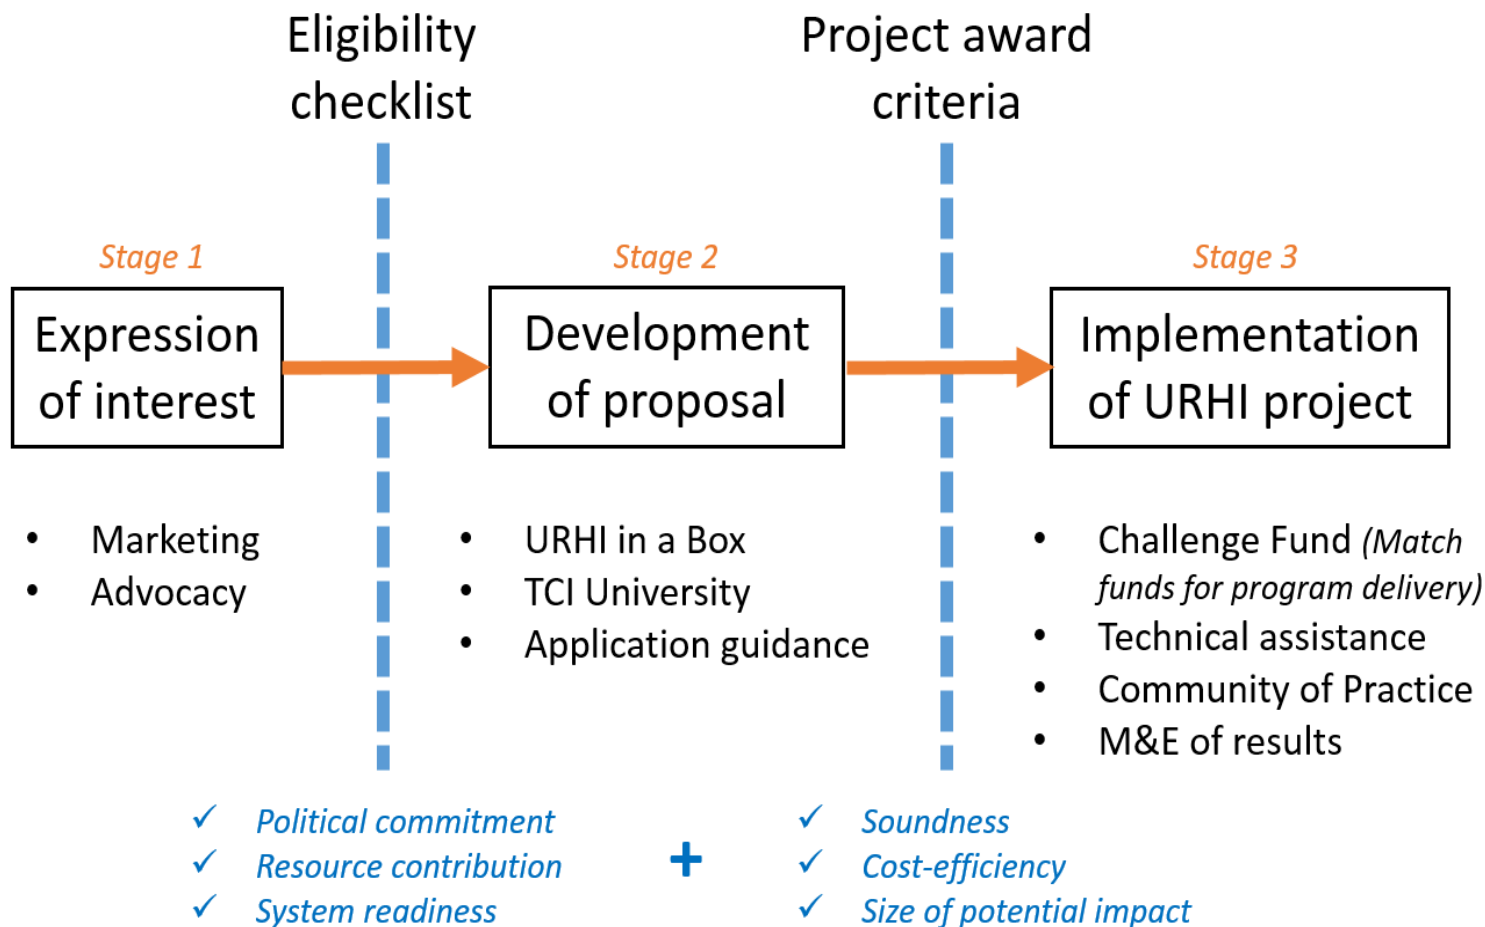 Eligibility
checklist
Project award
criteria
Stage 1
Stage 2
Stage 3
Expression
of interest
Development
of proposal
Implementation
of URHI project
• Marketing
• Advocacy
• URHI in a Box
• TCI University
• Application guidance
• Challenge Fund (Match
funds for program delivery)
• Technical assistance
• Community of Practice
• M&E of results
✓ Political commitment
✓ Resource contribution
✓ System readiness
+
✓ Soundness
✓ Cost-efficiency
✓ Size of potential impact